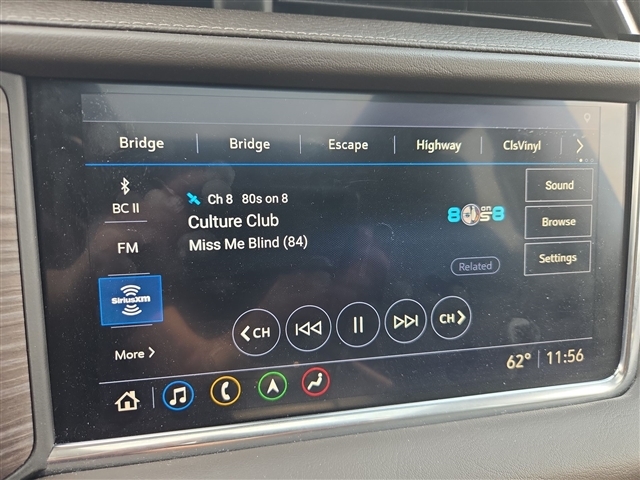 Bridge Bridge Escape Highway ClsVinyl
BC II
FM
SiriusXM
More
Ch 8 80s on 8
Culture Club
Miss Me Blind (84)
80s on 8
Related
Sound
Browse
Settings
CH CH
62° 11:56